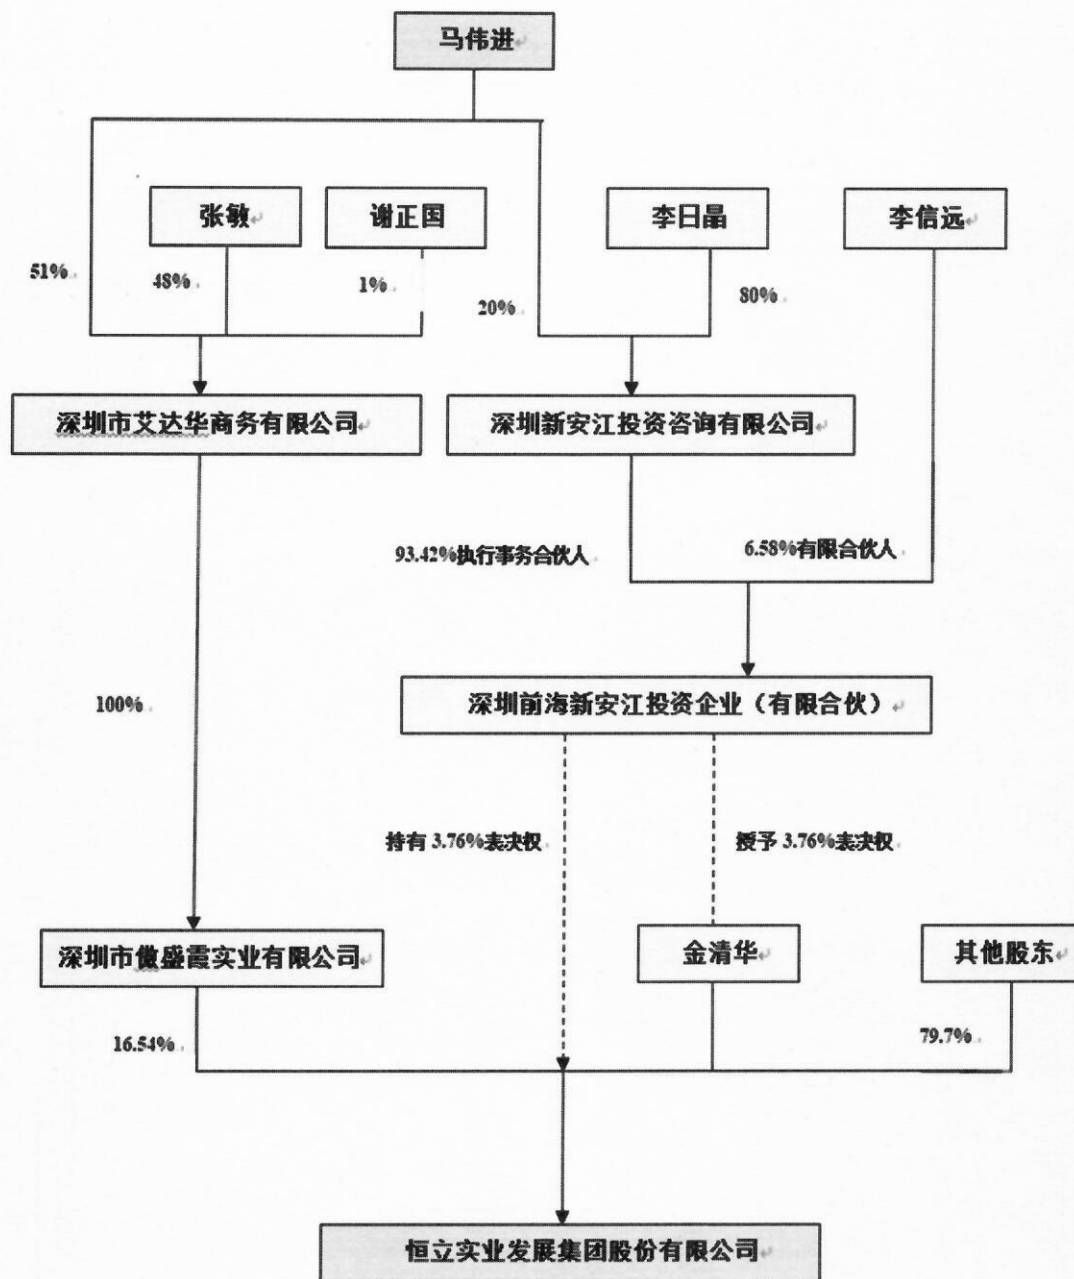 马伟进
张敏
谢正国
李日晶
李信远
51%
48%
1%
20%
80%
深圳市艾达华商务有限公司
深圳新安江投资咨询有限公司
93.42%执行事务合伙人
6.58%有限合伙人
100%
深圳前海新安江投资企业（有限合伙）
持有 3.76%表决权
授予 3.76%表决权
深圳市傲盛霞实业有限公司
金清华
其他股东
16.54%
79.7%
恒立实业发展集团股份有限公司